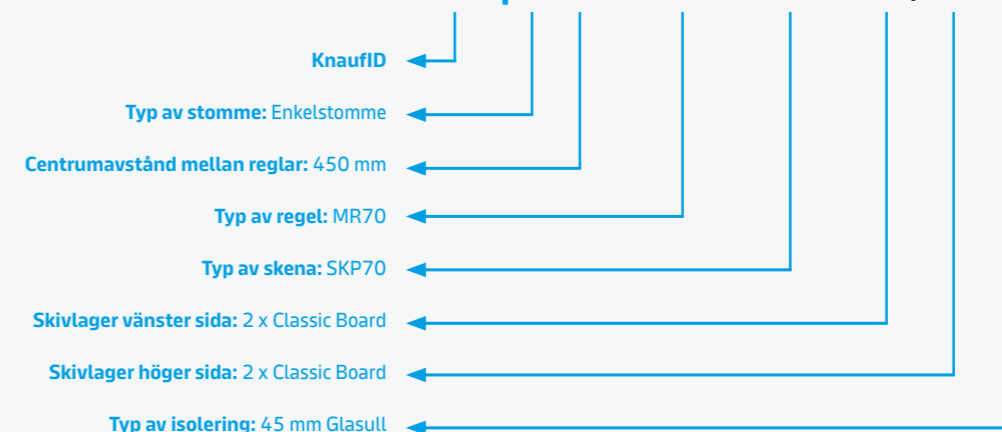 KnaufID
Typ av stomme: Enkelstomme
Centrumavstånd mellan reglar: 450 mm
Typ av regel: MR70
Typ av skena: SKP70
Skivlager vänster sida: 2 x Classic Board
Skivlager höger sida: 2 x Classic Board
Typ av isolering: 45 mm Glasull